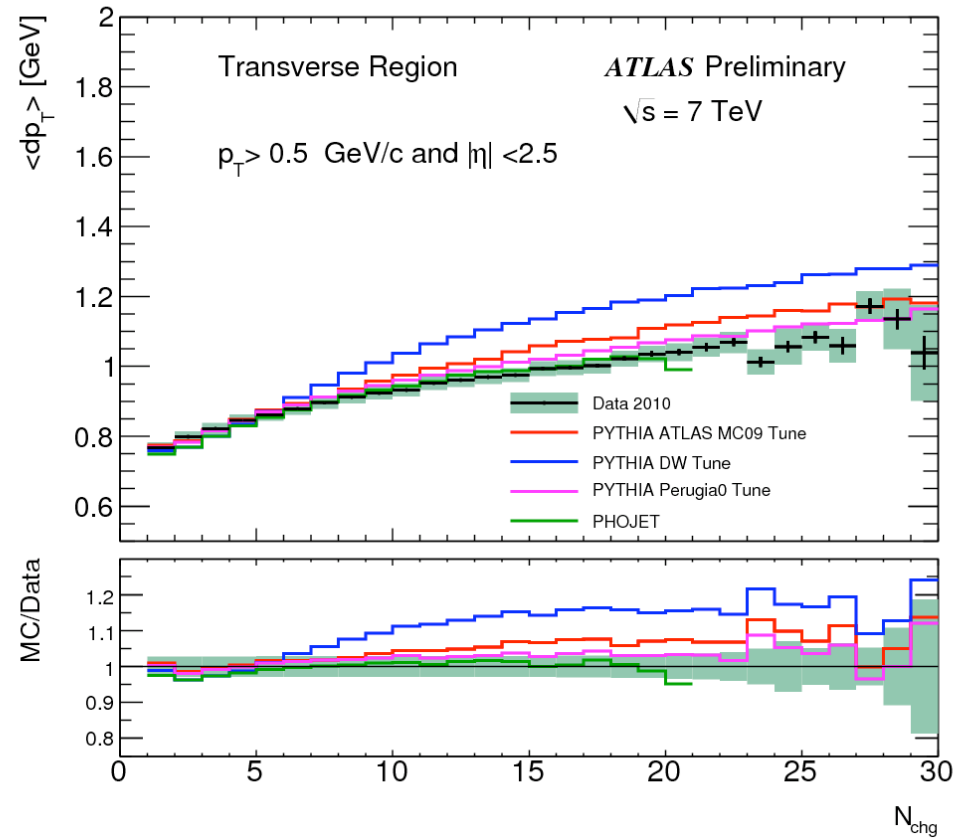 <dp_T> [GeV]
2
1.8
1.6
1.4
1.2
1
0.8
0.6
Transverse Region
ATLAS Preliminary
√s = 7 TeV
p_T> 0.5 GeV/c and |η| <2.5
Data 2010
PYTHIA ATLAS MC09 Tune
PYTHIA DW Tune
PYTHIA Perugia0 Tune
PHOJET
MC/Data
1.2
1.1
1
0.9
0.8
0 5 10 15 20 25 30
N_chg